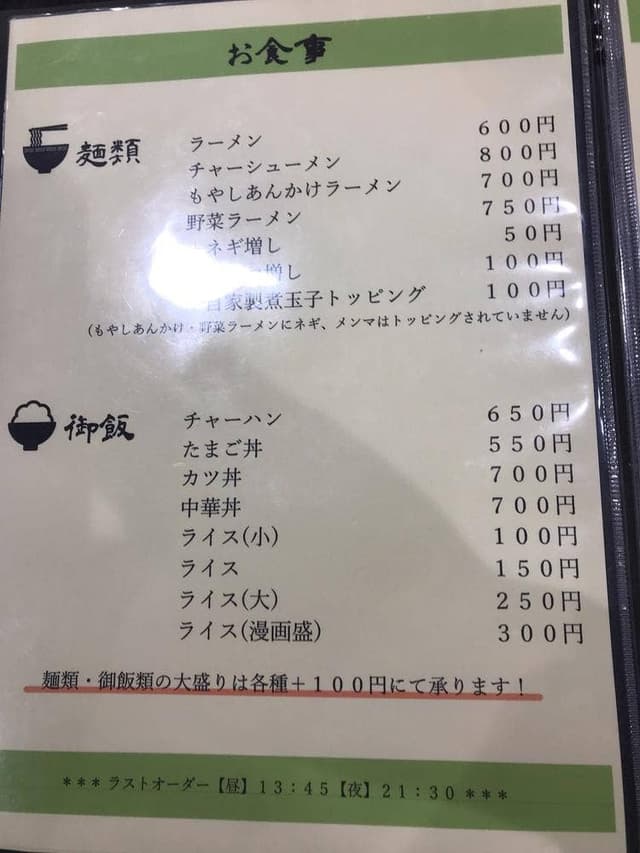 お食事
麺類
ラーメン 600円
チャーシューメン 800円
もやしあんかけラーメン 700円
野菜ラーメン 750円
ネギ増し 50円
増し 100円
自家製煮玉子トッピング 100円
(もやしあんかけ・野菜ラーメンにネギ、メンマはトッピングされていません)
御飯
チャーハン 650円
たまご丼 550円
カツ丼 700円
中華丼 700円
ライス(小) 100円
ライス 150円
ライス(大) 250円
ライス(漫画盛) 300円
麺類・御飯類の大盛りは各種＋100円にて承ります！
***ラストオーダー【昼】13:45【夜】21:30***